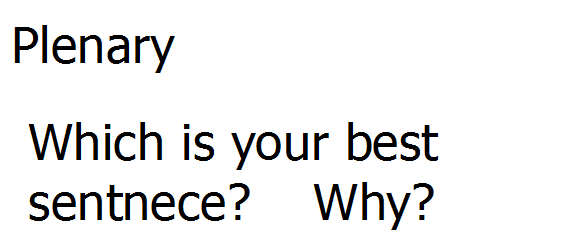 Plenary
Which is your best
sentnece? Why?